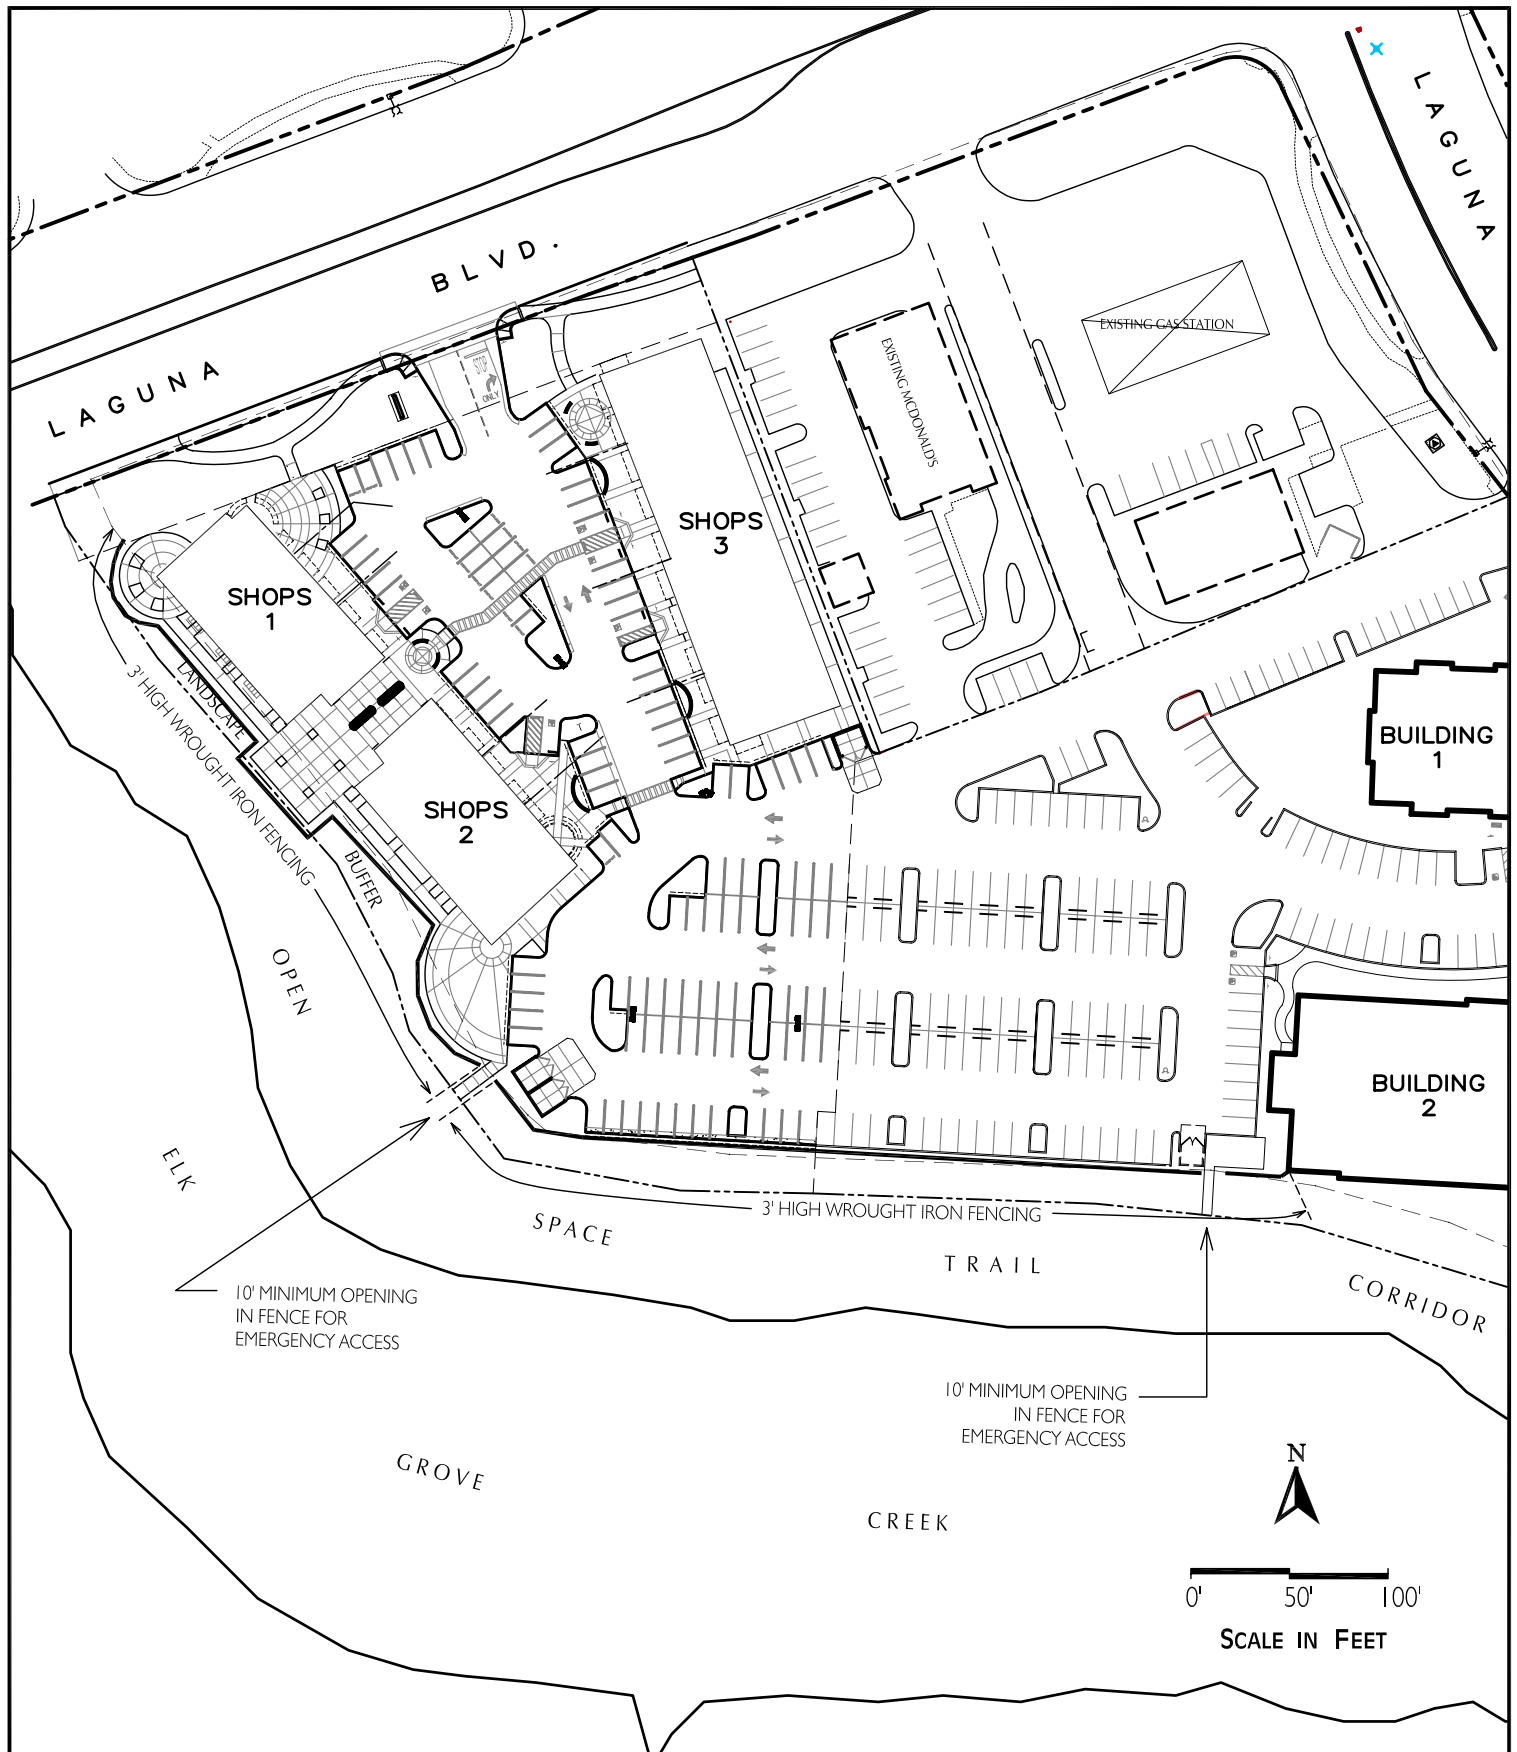 LAGUNA
LAGUNA BLVD.
STOP
ONLY
EXISTING GAS STATION
EXISTING MCDONALD'S
SHOPS
3
SHOPS
1
SHOPS
2
BUILDING
1
BUILDING
2
LANDSCAPE
BUFFER
3' HIGH WROUGHT IRON FENCING
3' HIGH WROUGHT IRON FENCING
OPEN SPACE TRAIL CORRIDOR
ELK GROVE CREEK
10' MINIMUM OPENING
IN FENCE FOR
EMERGENCY ACCESS
10' MINIMUM OPENING
IN FENCE FOR
EMERGENCY ACCESS
N
0' 50' 100'
SCALE IN FEET